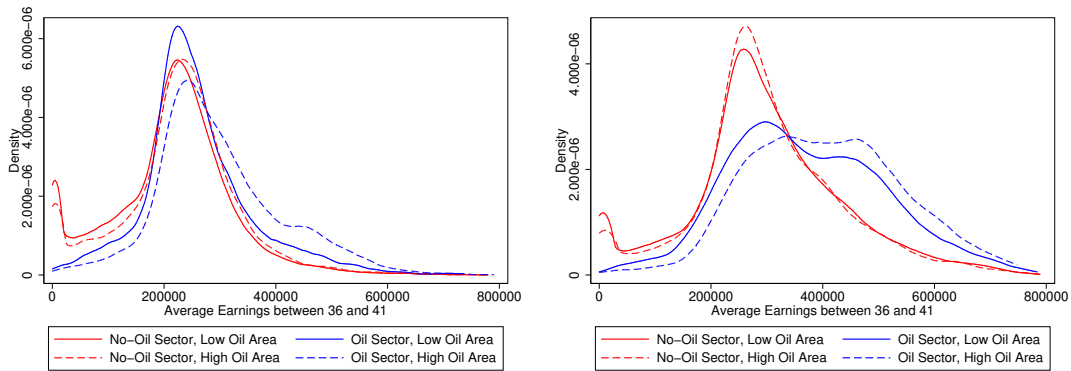 6.000e−06
4.000e−06
2.000e−06
0
Density
0 200000 400000 600000 800000
Average Earnings between 36 and 41
No−Oil Sector, Low Oil Area Oil Sector, Low Oil Area
No−Oil Sector, High Oil Area Oil Sector, High Oil Area
4.000e−06
2.000e−06
0
Density
0 200000 400000 600000 800000
Average Earnings between 36 and 41
No−Oil Sector, Low Oil Area Oil Sector, Low Oil Area
No−Oil Sector, High Oil Area Oil Sector, High Oil Area